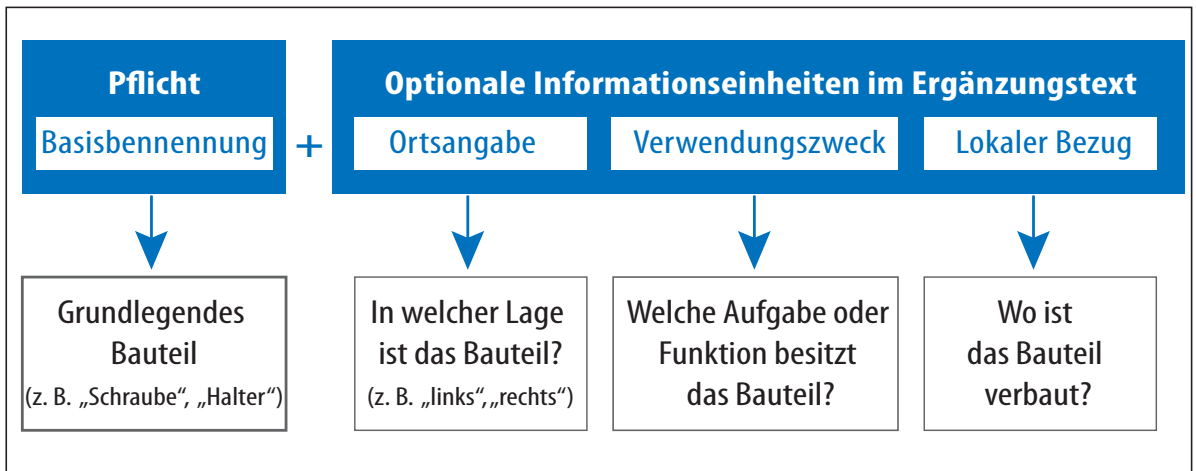 Pflicht
Basisbennennung
+
Optionale Informationseinheiten im Ergänzungstext
Ortsangabe
Verwendungszweck
Lokaler Bezug
Grundlegendes
Bauteil
(z. B. „Schraube“, „Halter“)
In welcher Lage
ist das Bauteil?
(z. B. „links“, „rechts“)
Welche Aufgabe oder
Funktion besitzt
das Bauteil?
Wo ist
das Bauteil
verbaut?